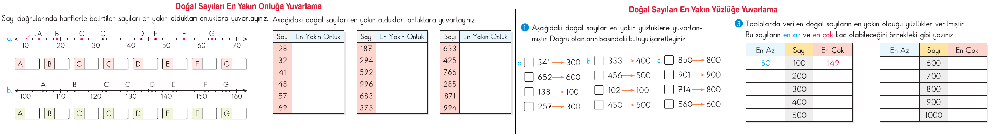 Doğal Sayıları En Yakın Onluğa Yuvarlama
Sayı doğrularında harflerle belirtilen sayıları en yakın oldukları onluklara yuvarlayınız.
a.
A B C Ç D E F G
10 20 30 40 50 60 70
A B C Ç D E F G
b.
A B C Ç D E F G
100 110 120 130 140 150 160
A B C Ç D E F G
Aşağıdaki doğal sayıları en yakın oldukları onluklara yuvarlayınız.
Sayı En Yakın Onluk
28
32
41
48
57
69
Sayı En Yakın Onluk
187
294
592
996
683
375
Sayı En Yakın Onluk
633
425
766
285
871
994
Doğal Sayıları En Yakın Yüzlüğe Yuvarlama
1 Aşağıdaki doğal sayılar en yakın yüzlüklere yuvarlan-
mıştır. Doğru olanların başındaki kutuyu işaretleyiniz.
a. 341 → 300
652 → 600
138 → 100
257 → 300
b. 333 → 400
456 → 500
102 → 100
450 → 500
c. 850 → 800
901 → 900
714 → 800
560 → 600
3 Tablolarda verilen doğal sayıların en yakın olduğu yüzlükler verilmiştir.
Bu sayıların en az ve en çok kaç olabileceğini örnekteki gibi yazınız.
En Az Sayı En Çok
50 100 149
200
300
400
500
En Az Sayı En Çok
600
700
800
900
1000